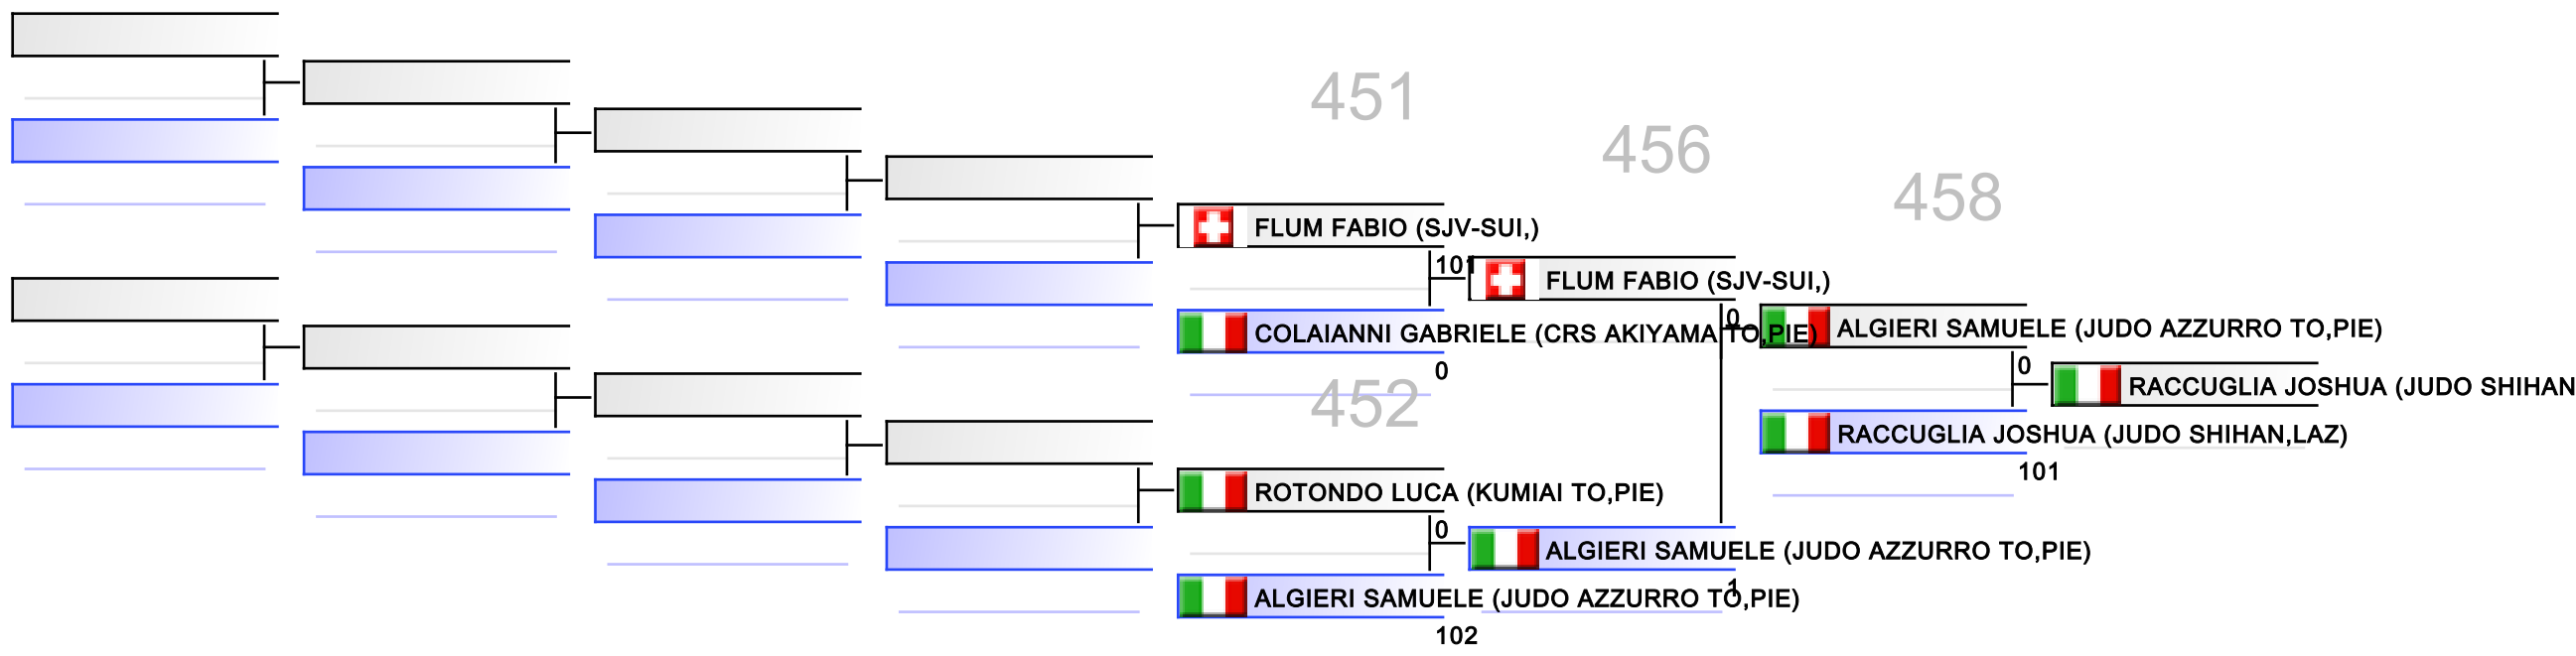 451
456
458
FLUM FABIO (SJV-SUI,)
101
FLUM FABIO (SJV-SUI,)
0
COLAIANNI GABRIELE (CRS AKIYAMA TO,PIE)
ALGIERI SAMUELE (JUDO AZZURRO TO,PIE)
0
0
RACCUGLIA JOSHUA (JUDO SHIHAN
452
RACCUGLIA JOSHUA (JUDO SHIHAN,LAZ)
101
ROTONDO LUCA (KUMIAI TO,PIE)
0
ALGIERI SAMUELE (JUDO AZZURRO TO,PIE)
1
ALGIERI SAMUELE (JUDO AZZURRO TO,PIE)
102